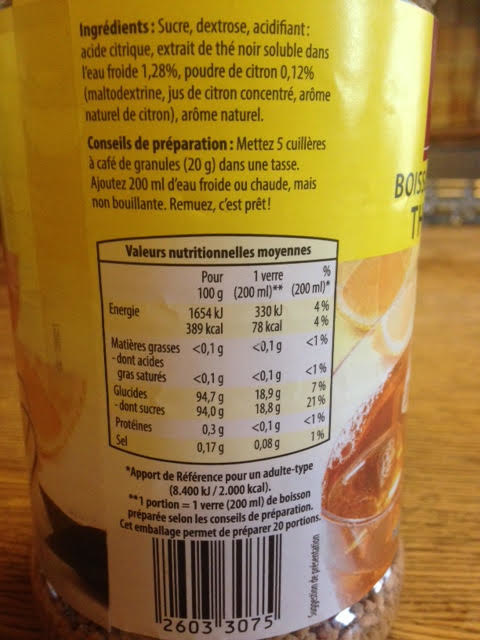 Ingrédients : Sucre, dextrose, acidifiant :
acide citrique, extrait de thé noir soluble dans
l'eau froide 1,28%, poudre de citron 0,12%
(maltodextrine, jus de citron concentré, arôme
naturel de citron), arôme naturel.
Conseils de préparation : Mettez 5 cuillères
à café de granules (20 g) dans une tasse.
Ajoutez 200 ml d'eau froide ou chaude, mais
non bouillante. Remuez, c'est prêt !
Valeurs nutritionnelles moyennes
Pour 1 verre %
100 g (200 ml)** (200 ml)*
Energie 1654 kJ 330 kJ 4%
389 kcal 78 kcal 4%
Matières grasses <0,1 g <0,1 g <1%
- dont acides
gras saturés <0,1 g <0,1 g <1%
Glucides 94,7 g 18,9 g 7%
- dont sucres 94,0 g 18,8 g 21%
Protéines 0,3 g <0,1 g <1%
Sel 0,17 g 0,08 g 1%
*Apport de Référence pour un adulte-type
(8.400 kJ / 2.000 kcal).
**1 portion = 1 verre (200 ml) de boisson
préparée selon les conseils de préparation.
Cet emballage permet de préparer 20 portions.
2603 3075
Suggestion de présentation